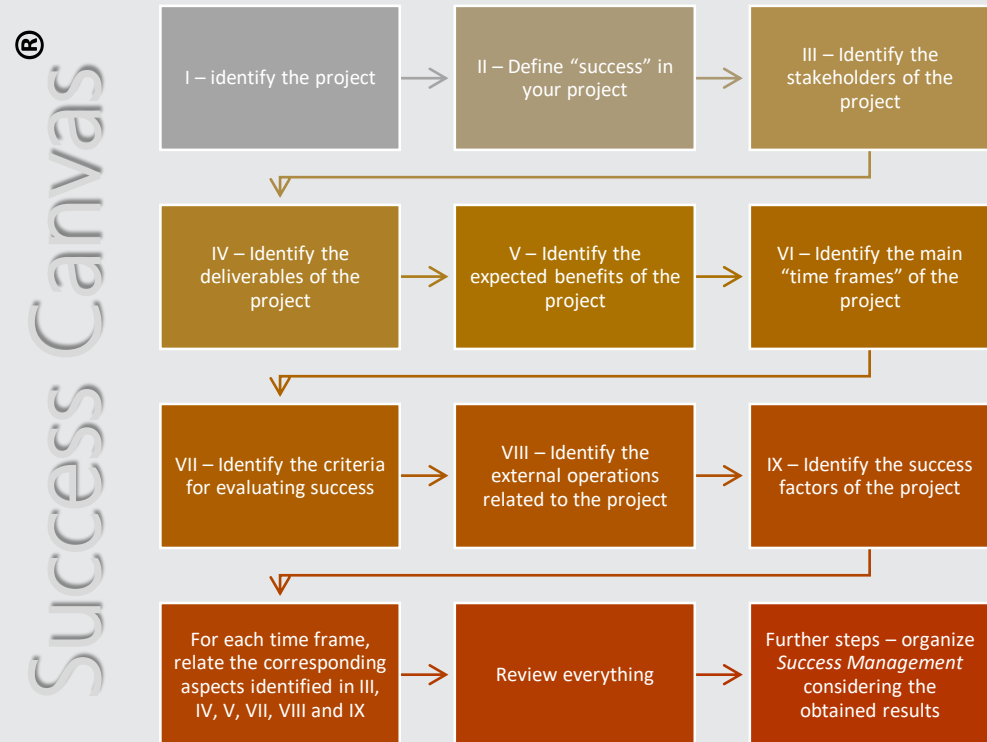 Success Canvas®
I – identify the project
II – Define “success” in
your project
III – Identify the
stakeholders of the
project
IV – Identify the
deliverables of the
project
V – Identify the
expected benefits of the
project
VI – Identify the main
“time frames” of the
project
VII – Identify the criteria
for evaluating success
VIII – Identify the
external operations
related to the project
IX – Identify the success
factors of the project
For each time frame,
relate the corresponding
aspects identified in III,
IV, V, VII, VIII and IX
Review everything
Further steps – organize
Success Management
considering the
obtained results